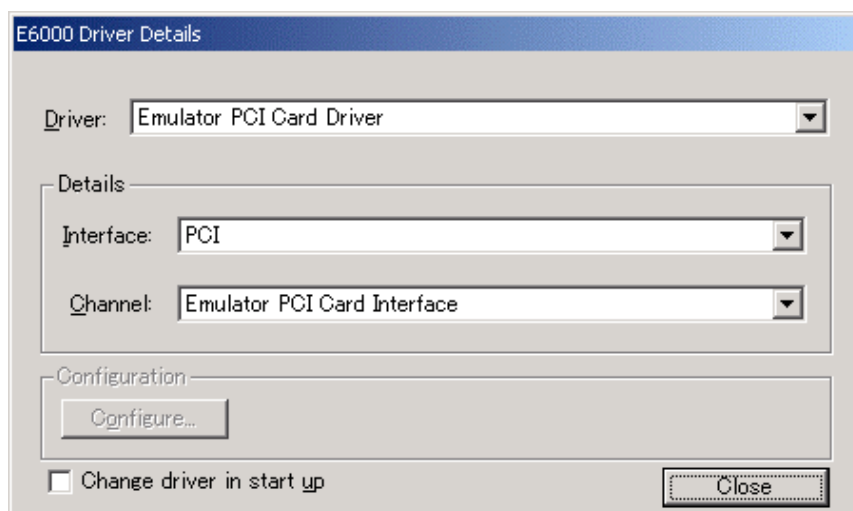 E6000 Driver Details
Driver: Emulator PCI Card Driver
Details
Interface: PCI
Channel: Emulator PCI Card Interface
Configuration
Configure...
Change driver in start up
Close